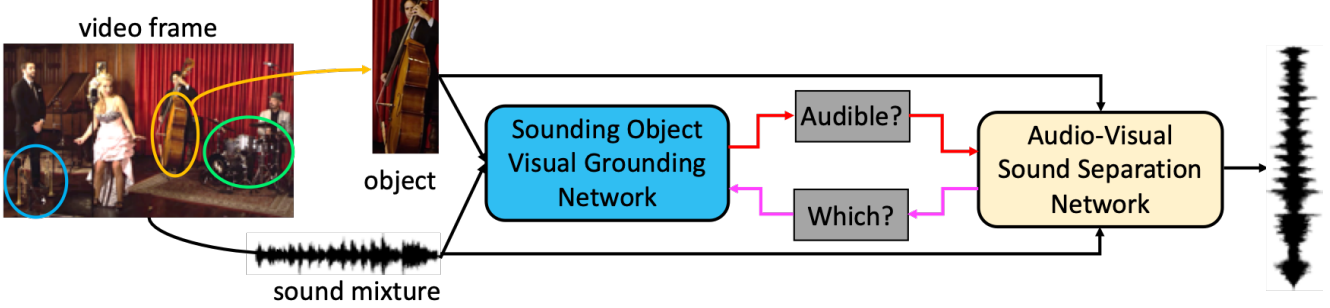 video frame
object
sound mixture
Sounding Object
Visual Grounding
Network
Audible?
Which?
Audio-Visual
Sound Separation
Network